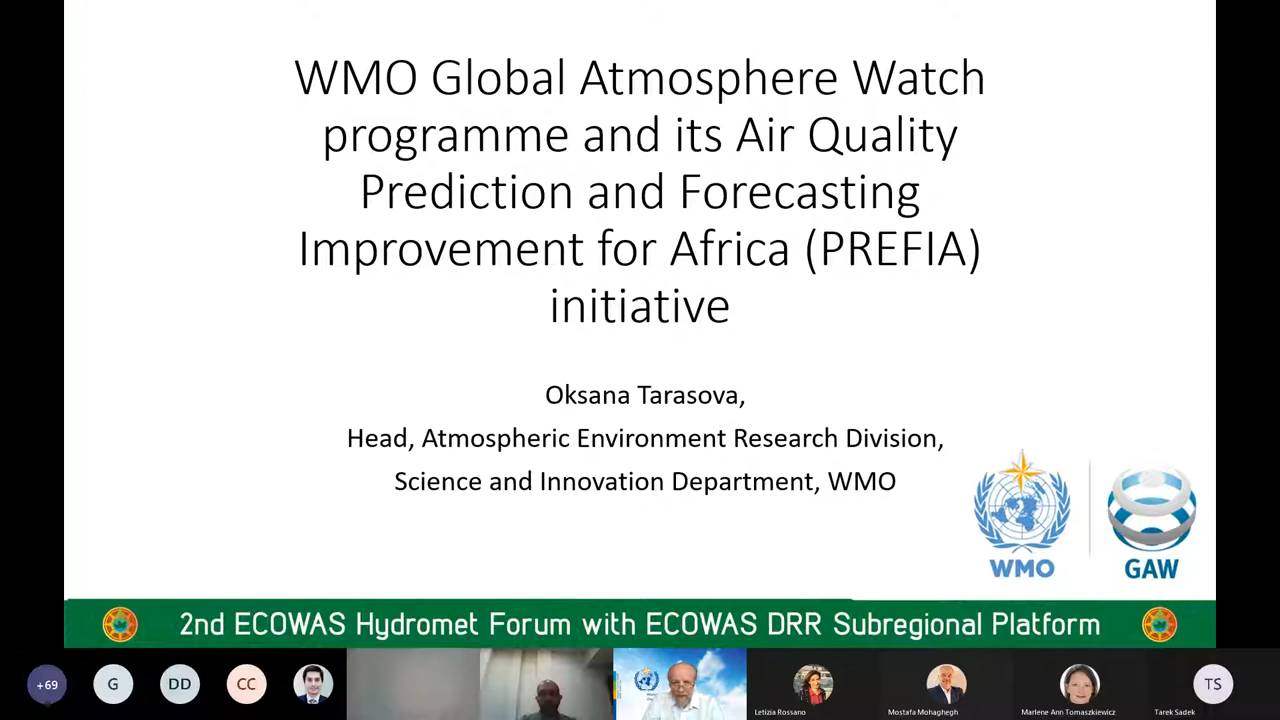 WMO Global Atmosphere Watch
programme and its Air Quality
Prediction and Forecasting
Improvement for Africa (PREFIA)
initiative
Oksana Tarasova,
Head, Atmospheric Environment Research Division,
Science and Innovation Department, WMO
WMO
GAW
2nd ECOWAS Hydromet Forum with ECOWAS DRR Subregional Platform
+69
G
DD
CC
TS
Letizia Rossano
Mostafa Mohaghegh
Marlene Ann Tomaszkiewicz
Tarek Sadek